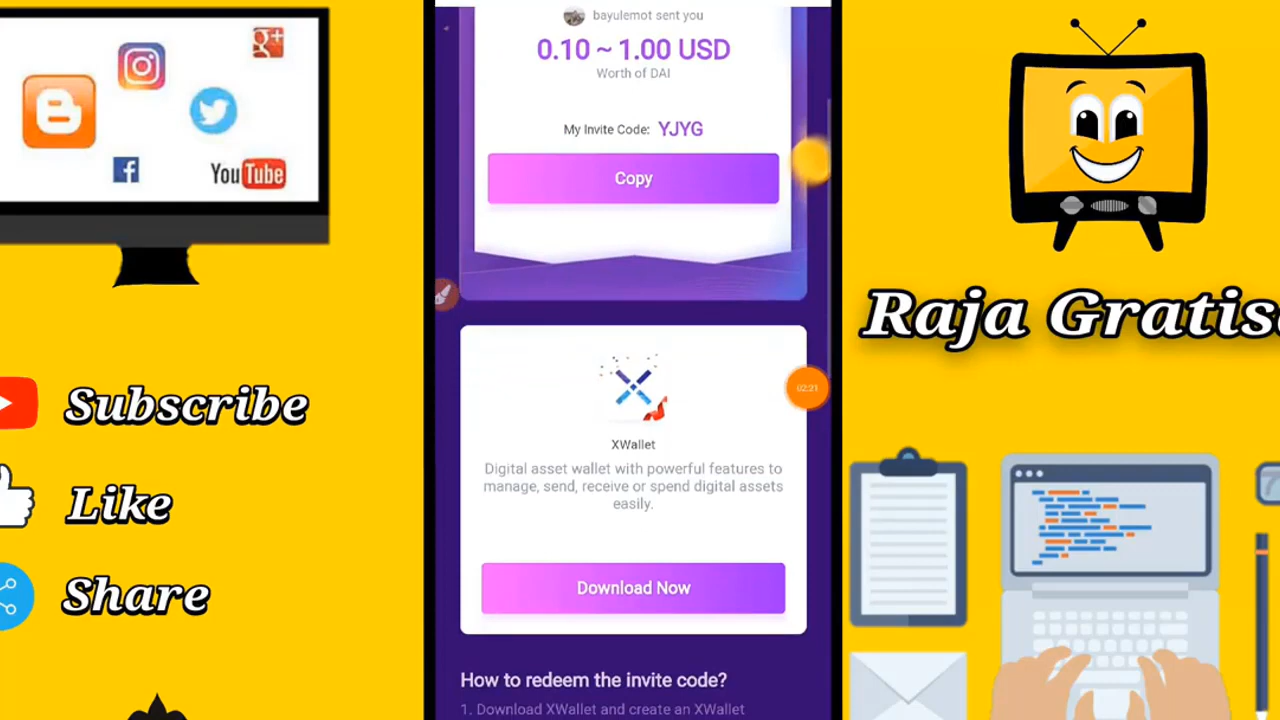 You Tube
Subscribe
Like
Share
bayulemot sent you
0.10 ~ 1.00 USD
Worth of DAI
My Invite Code: YJYG
Copy
XWallet
Digital asset wallet with powerful features to
manage, send, receive or spend digital assets
easily.
Download Now
How to redeem the invite code?
1. Download XWallet and create an XWallet
02:21
Raja Gratis